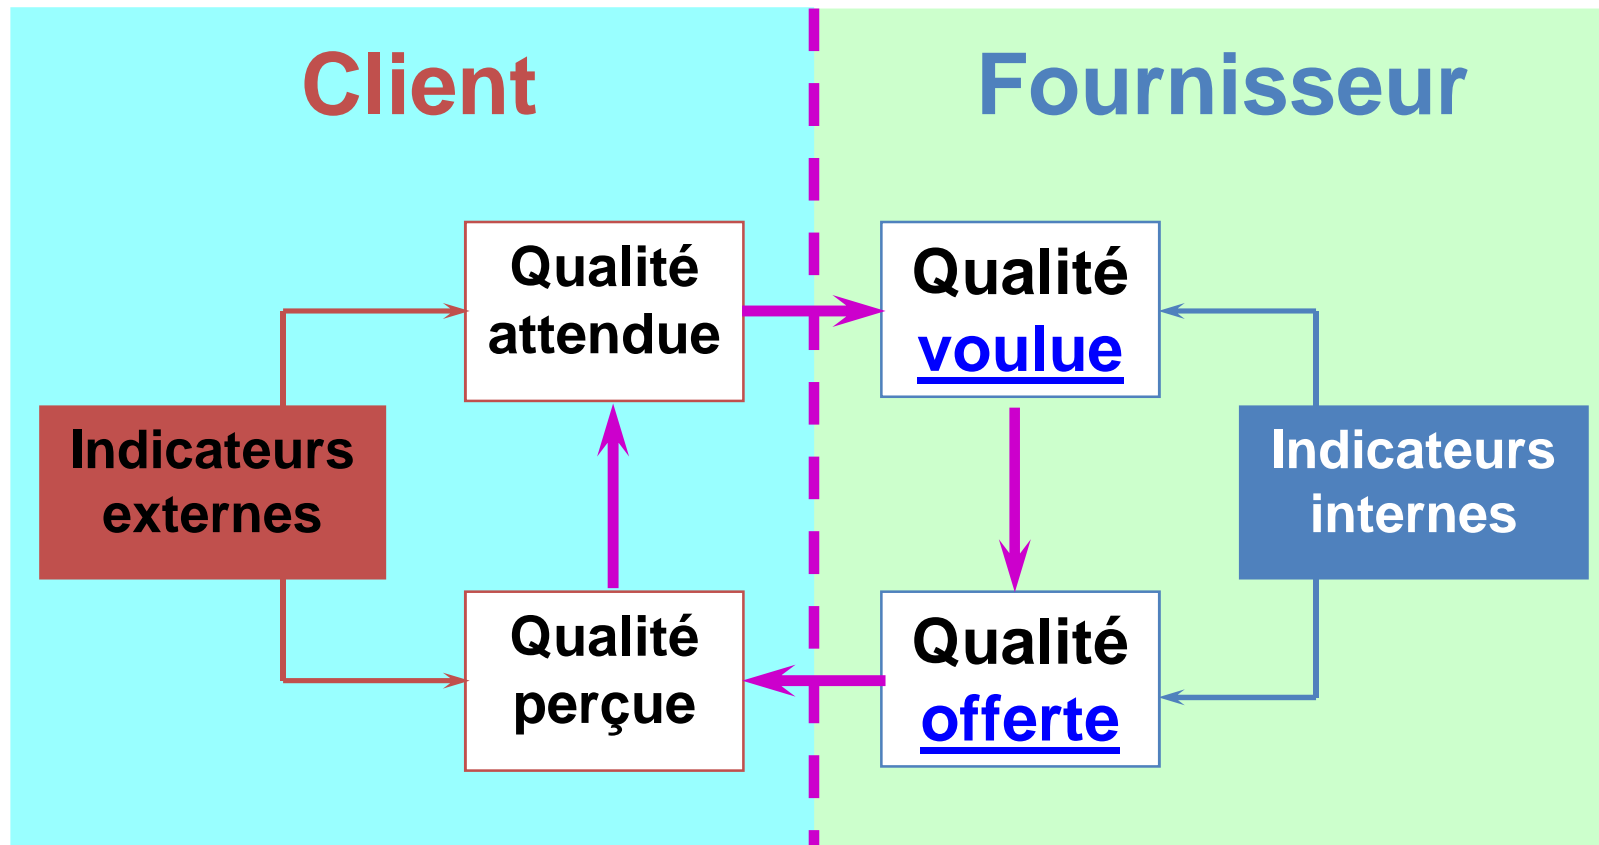 Client
Fournisseur
Qualité
attendue
Qualité
voulue
Indicateurs
externes
Indicateurs
internes
Qualité
perçue
Qualité
offerte